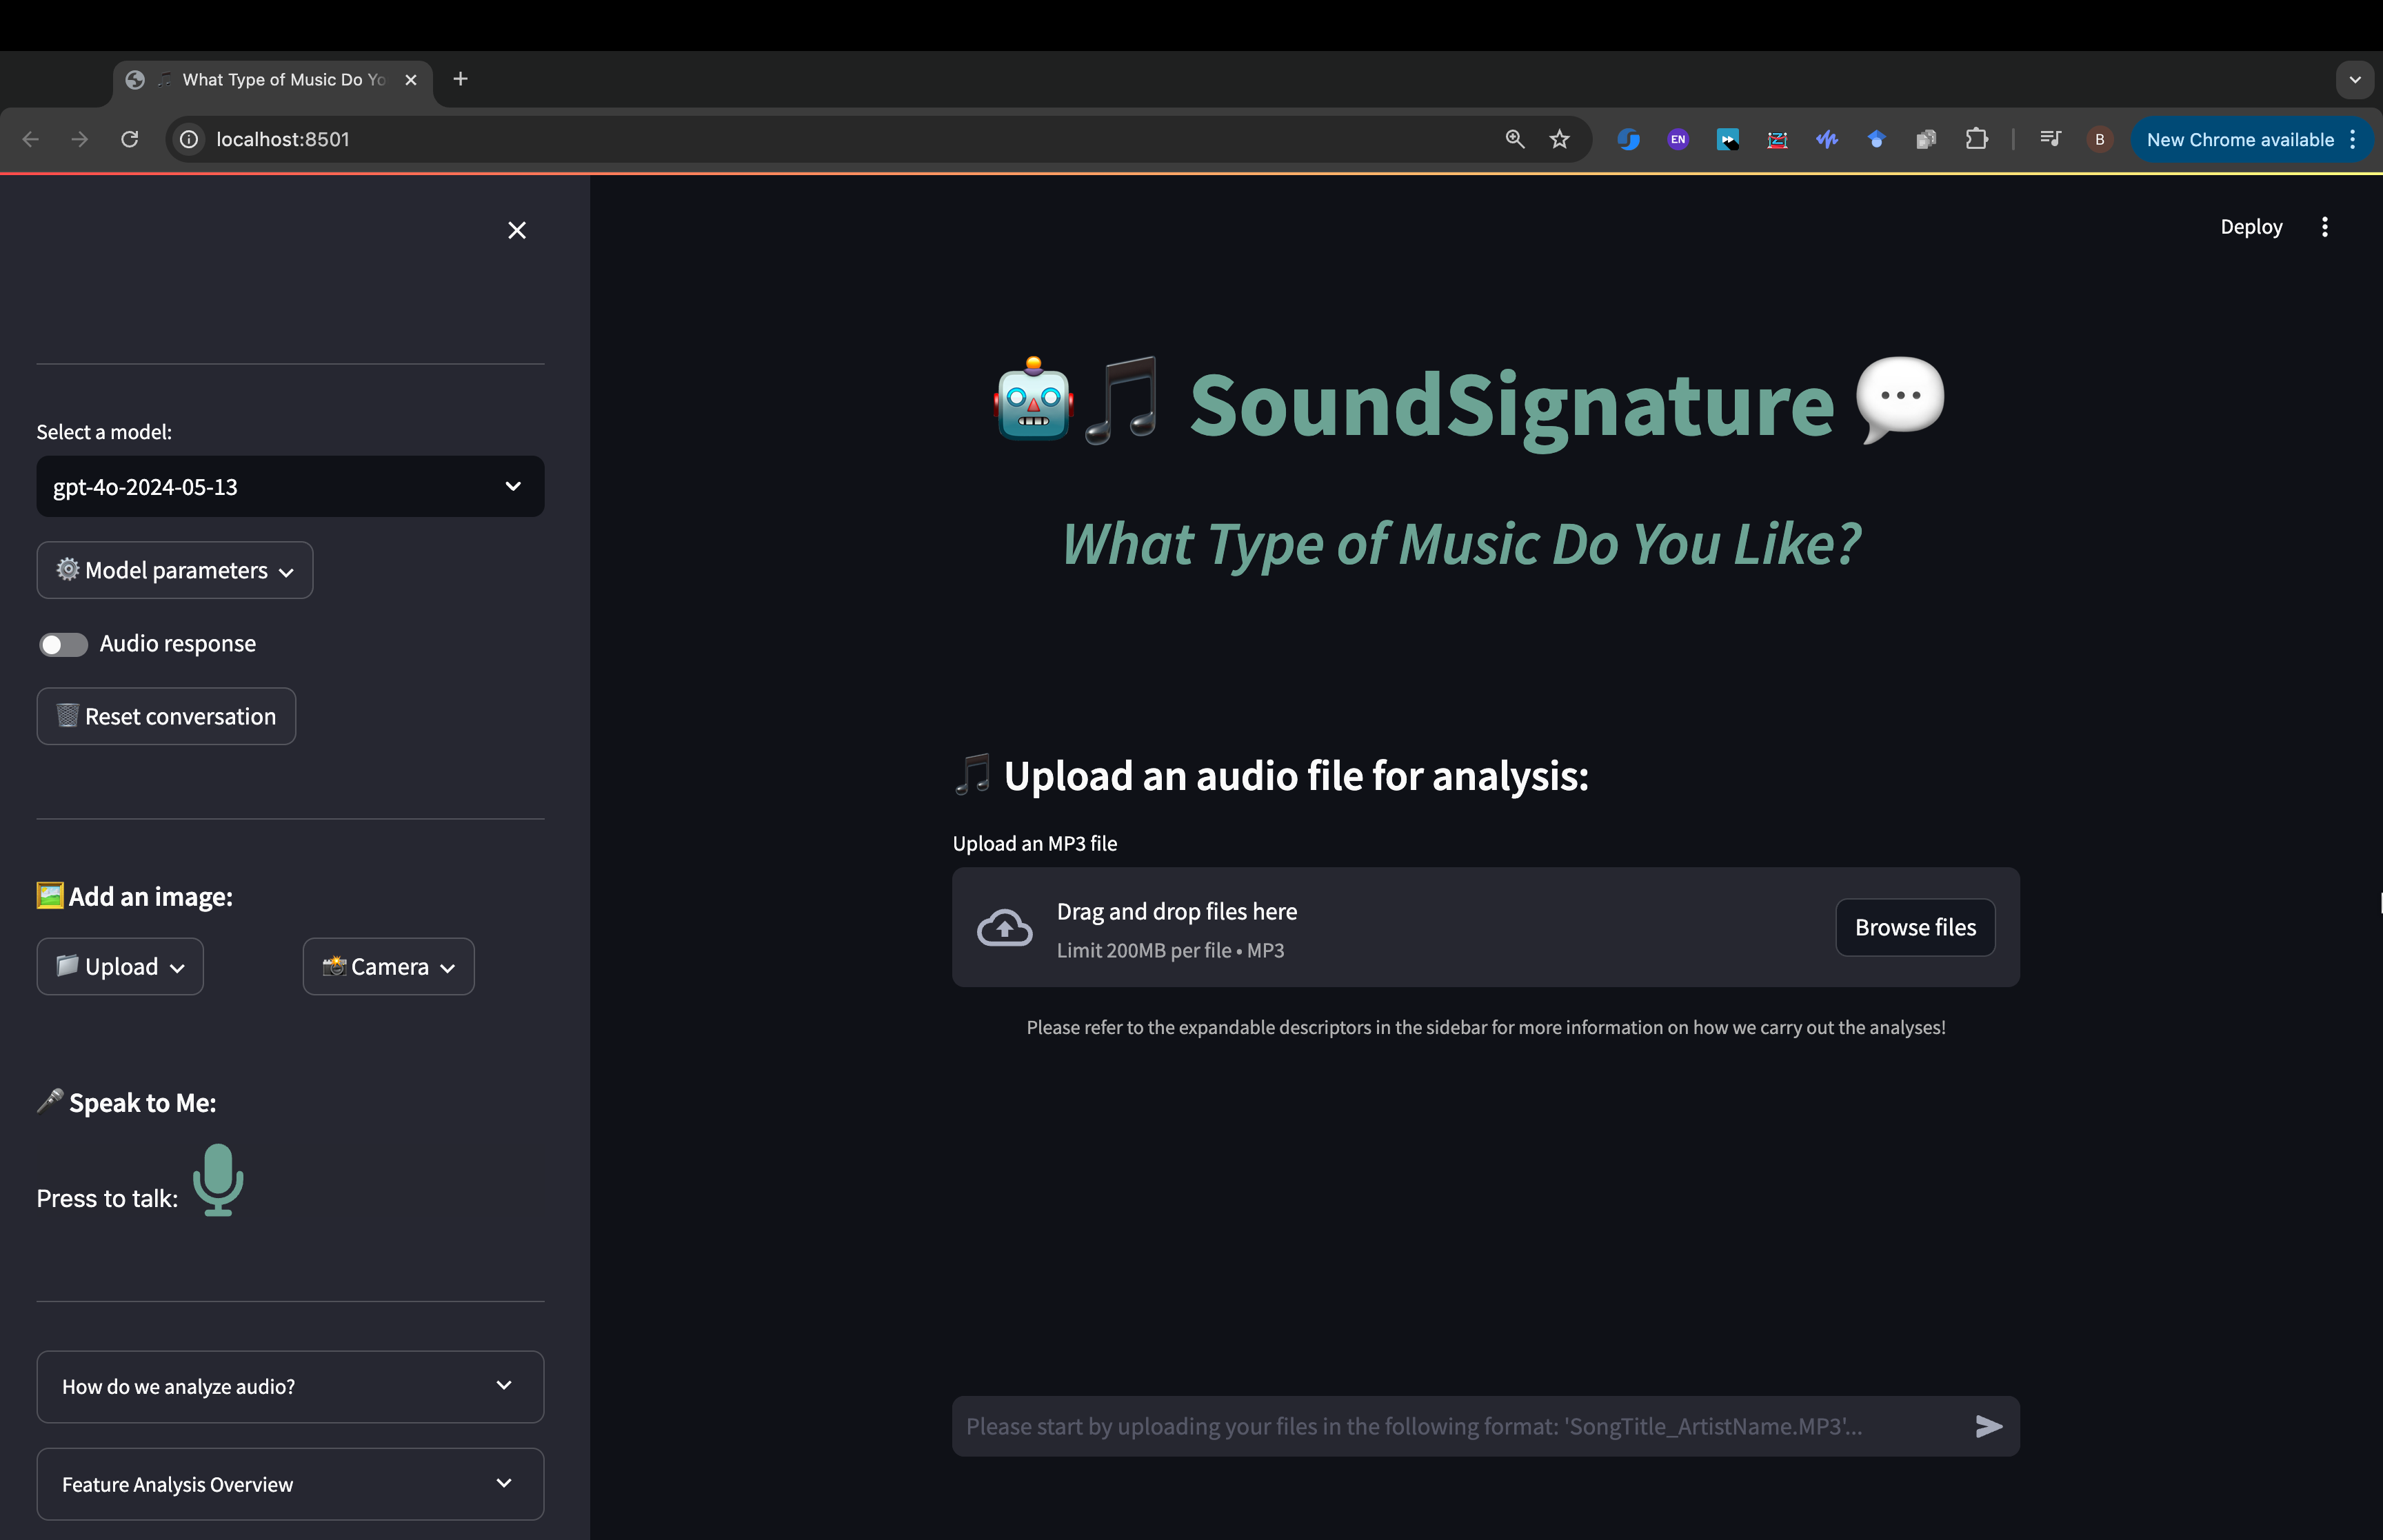 What Type of Music Do Yo
localhost:8501
EN
B
New Chrome available
Deploy
Select a model:
gpt-4o-2024-05-13
Model parameters
Audio response
Reset conversation
Add an image:
Upload
Camera
Speak to Me:
Press to talk:
How do we analyze audio?
Feature Analysis Overview
SoundSignature
What Type of Music Do You Like?
Upload an audio file for analysis:
Upload an MP3 file
Drag and drop files here
Limit 200MB per file • MP3
Browse files
Please refer to the expandable descriptors in the sidebar for more information on how we carry out the analyses!
Please start by uploading your files in the following format: 'SongTitle_ArtistName.MP3'...